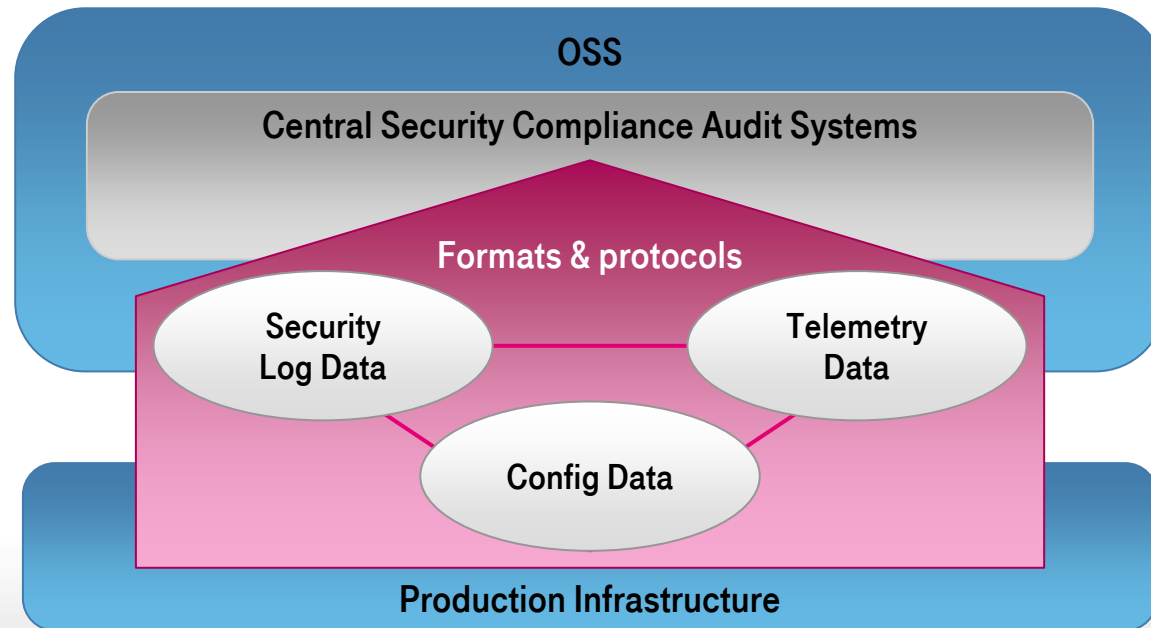 OSS
Central Security Compliance Audit Systems
Formats & protocols
Security
Log Data
Telemetry
Data
Config Data
Production Infrastructure